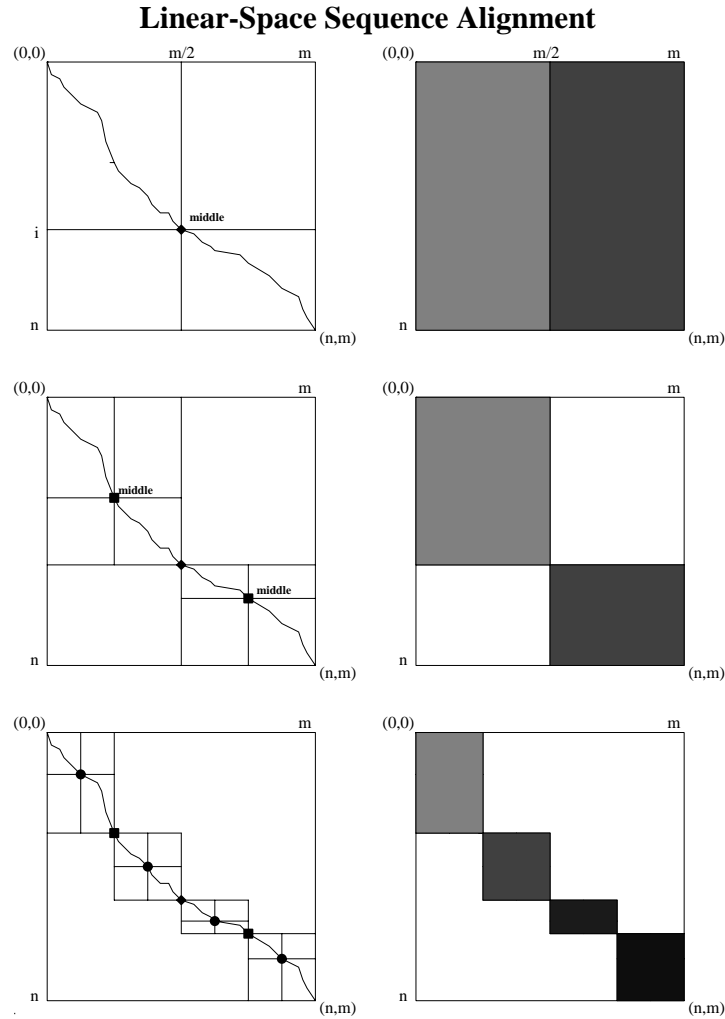 Linear-Space Sequence Alignment
(0,0) m/2 m
middle
i
n
(n,m)
(0,0) m/2 m
n
(n,m)
(0,0) m
middle
middle
n
(n,m)
(0,0) m
n
(n,m)
(0,0) m
n
(n,m)
(0,0) m
n
(n,m)